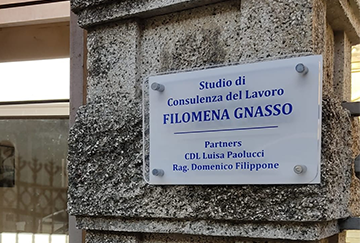 Studio di
Consulenza del Lavoro
FILOMENA GNASSO
Partners
CDL Luisa Paolucci
Rag. Domenico Filippone